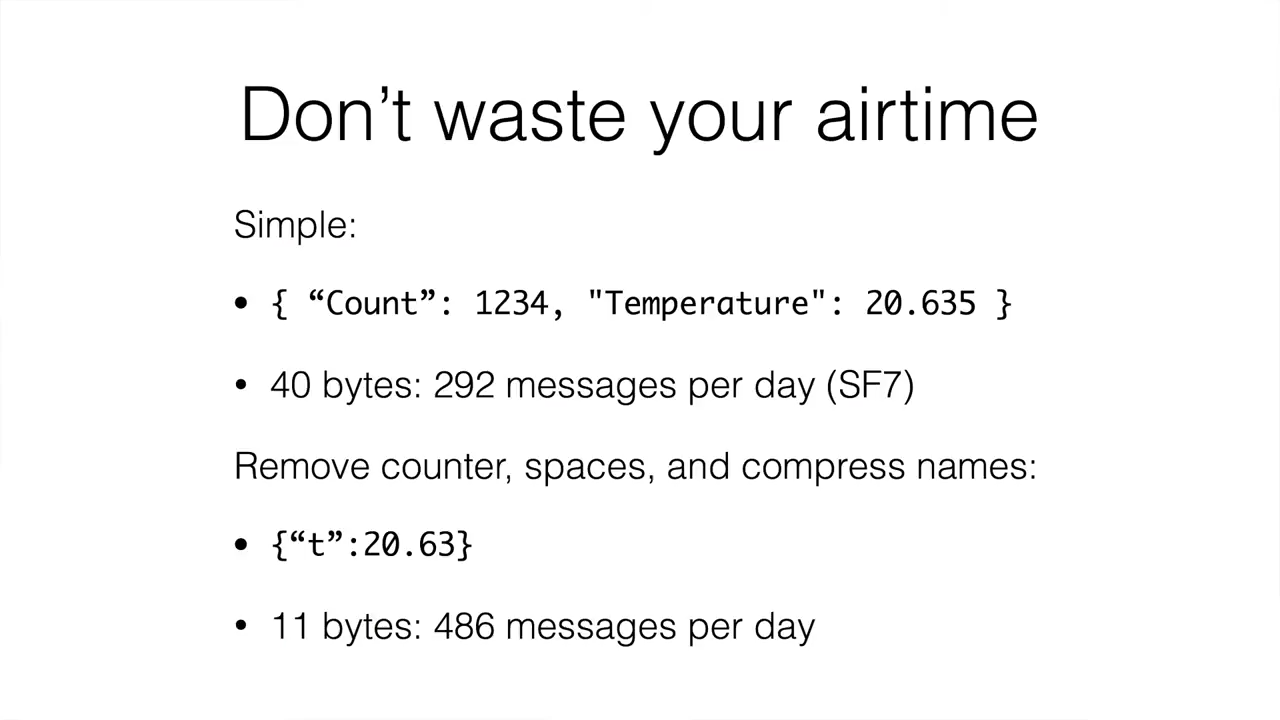 Don’t waste your airtime
Simple:
• { “Count”: 1234, "Temperature": 20.635 }
• 40 bytes: 292 messages per day (SF7)
Remove counter, spaces, and compress names:
• {“t”:20.63}
• 11 bytes: 486 messages per day